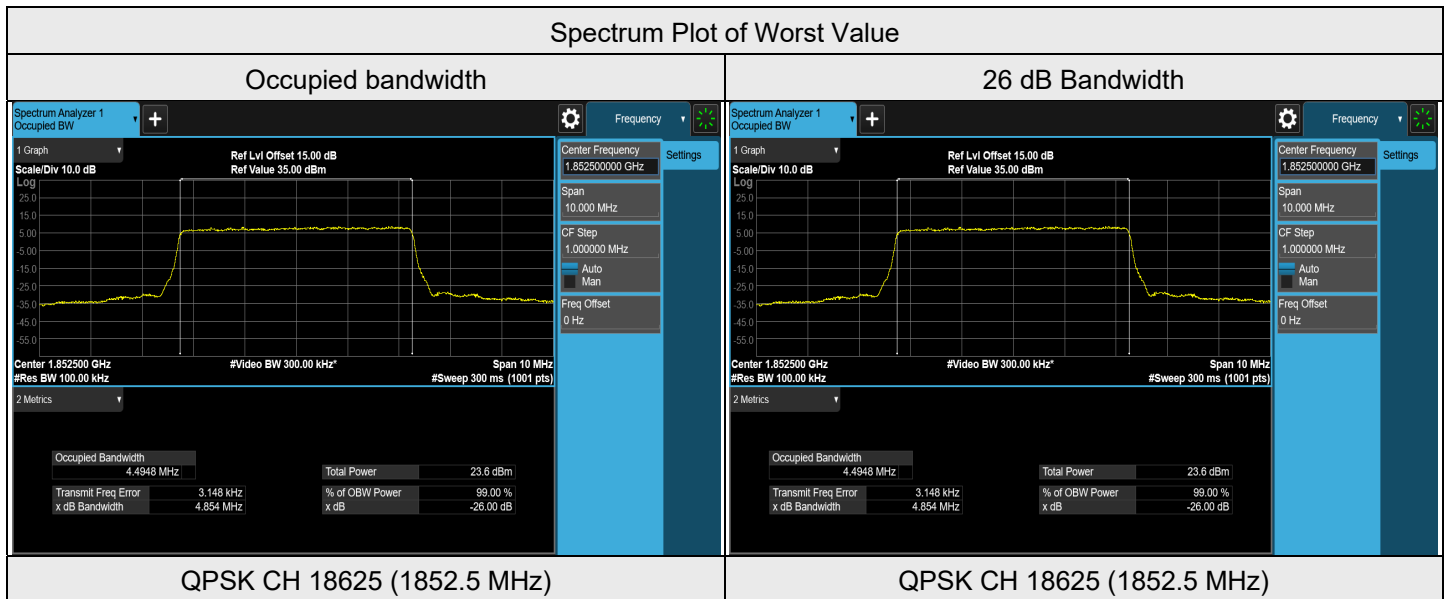 Spectrum Plot of Worst Value
Occupied bandwidth
26 dB Bandwidth
Spectrum Analyzer 1
Occupied BW
+
Frequency
1 Graph
Ref Lvl Offset 15.00 dB
Scale/Div 10.0 dB
Ref Value 35.00 dBm
Log
25.0
15.0
5.00
-5.00
-15.0
-25.0
-35.0
-45.0
-55.0
Center 1.852500 GHz
#Video BW 300.00 kHz*
Span 10 MHz
#Res BW 100.00 kHz
#Sweep 300 ms (1001 pts)
Center Frequency
1.852500000 GHz
Settings
Span
10.000 MHz
CF Step
1.000000 MHz
Auto
Man
Freq Offset
0 Hz
2 Metrics
Occupied Bandwidth
4.4948 MHz
Total Power 23.6 dBm
Transmit Freq Error 3.148 kHz
% of OBW Power 99.00 %
x dB Bandwidth 4.854 MHz
x dB -26.00 dB
QPSK CH 18625 (1852.5 MHz)
Spectrum Analyzer 1
Occupied BW
+
Frequency
1 Graph
Ref Lvl Offset 15.00 dB
Scale/Div 10.0 dB
Ref Value 35.00 dBm
Log
25.0
15.0
5.00
-5.00
-15.0
-25.0
-35.0
-45.0
-55.0
Center 1.852500 GHz
#Video BW 300.00 kHz*
Span 10 MHz
#Res BW 100.00 kHz
#Sweep 300 ms (1001 pts)
Center Frequency
1.852500000 GHz
Settings
Span
10.000 MHz
CF Step
1.000000 MHz
Auto
Man
Freq Offset
0 Hz
2 Metrics
Occupied Bandwidth
4.4948 MHz
Total Power 23.6 dBm
Transmit Freq Error 3.148 kHz
% of OBW Power 99.00 %
x dB Bandwidth 4.854 MHz
x dB -26.00 dB
QPSK CH 18625 (1852.5 MHz)